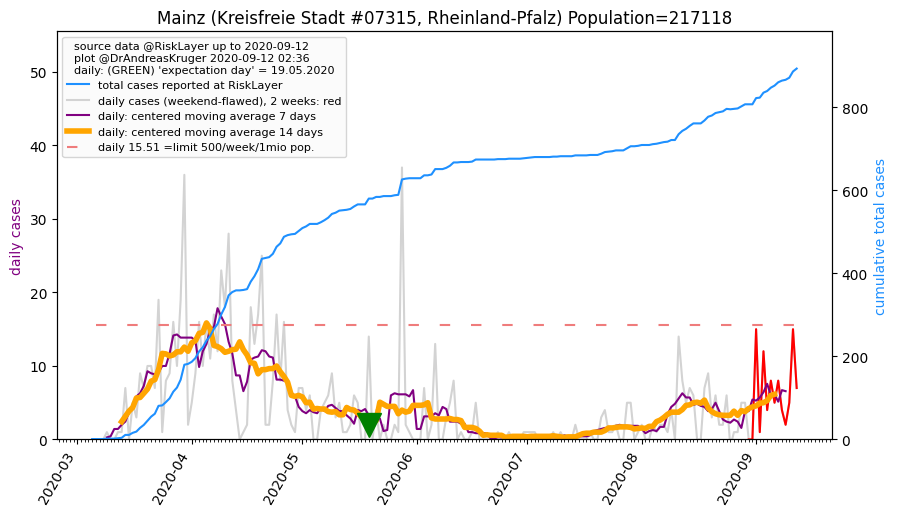 Mainz (Kreisfreie Stadt #07315, Rheinland-Pfalz) Population=217118
source data @RiskLayer up to 2020-09-12
plot @DrAndreasKruger 2020-09-12 02:36
daily: (GREEN) 'expectation day' = 19.05.2020
total cases reported at RiskLayer
daily cases (weekend-flawed), 2 weeks: red
daily: centered moving average 7 days
daily: centered moving average 14 days
daily 15.51 =limit 500/week/1mio pop.
daily cases
50
40
30
20
10
0
cumulative total cases
800
600
400
200
0
2020-03
2020-04
2020-05
2020-06
2020-07
2020-08
2020-09